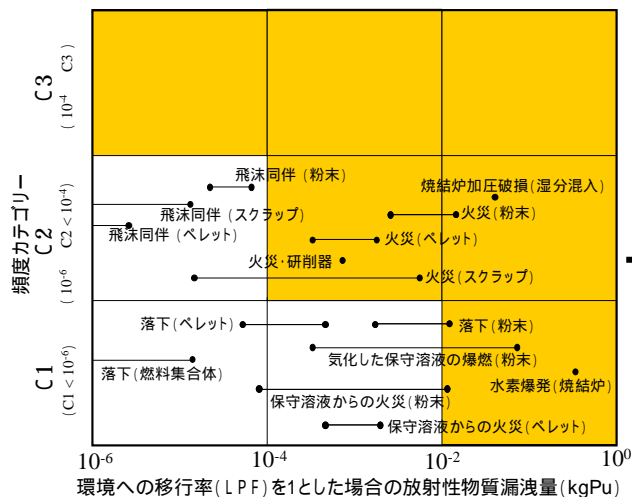 頻度カテゴリー
C3
(10-4 C3)
C2
(10-6 C2<10-4)
C1
(C1<10-6)
飛沫同伴(粉末)
焼結炉加圧破損(湿分混入)
飛沫同伴(スクラップ)
火災(粉末)
飛沫同伴(ペレット)
火災(ペレット)
火災・研削器
火災(スクラップ)
落下(ペレット)
落下(粉末)
落下(燃料集合体)
気化した保守溶液の爆燃(粉末)
水素爆発(焼結炉)
保守溶液からの火災(粉末)
保守溶液からの火災(ペレット)
10-6
10-4
10-2
100
環境への移行率(LPF)を1とした場合の放射性物質漏洩量(kgPu)